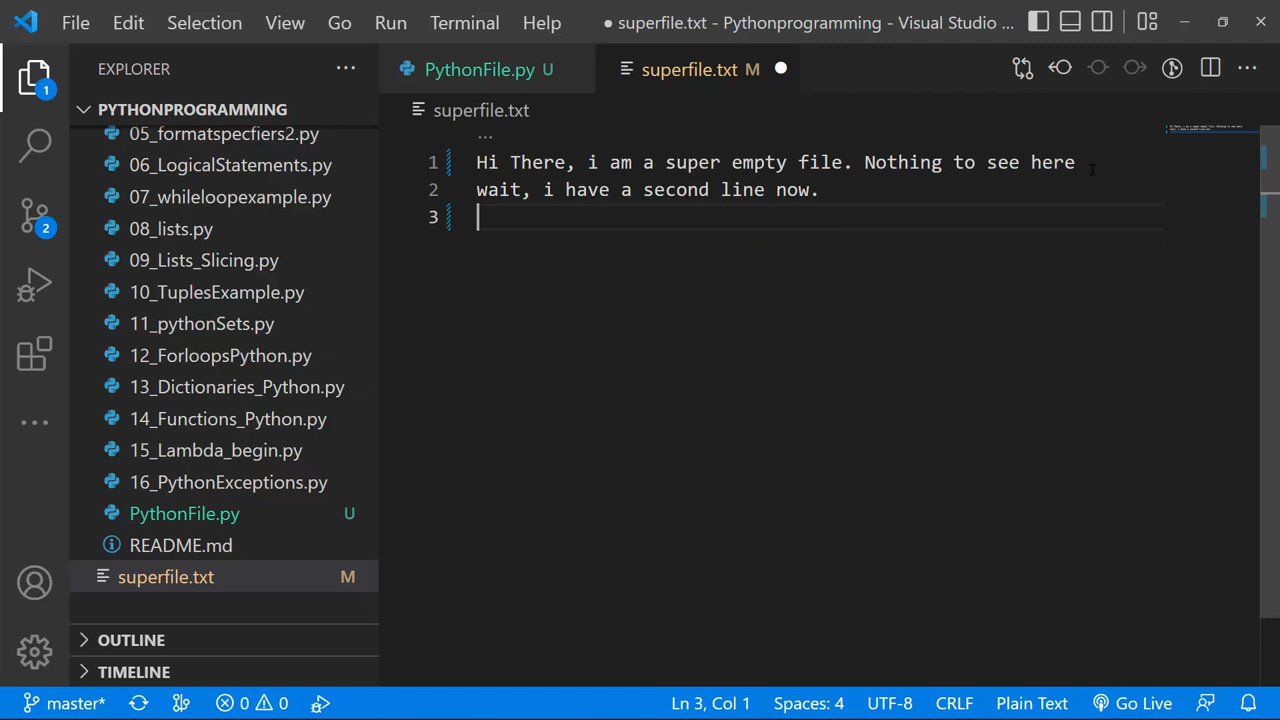 File Edit Selection View Go Run Terminal Help ● superfile.txt - Pythonprogramming - Visual Studio ...
EXPLORER ...
PythonFile.py U
superfile.txt M
1
PYTHONPROGRAMMING
superfile.txt
05_formatspecfiers2.py
06_LogicalStatements.py
07_whileloopexample.py
08_lists.py
09_Lists_Slicing.py
10_TuplesExample.py
11_pythonSets.py
12_ForloopsPython.py
13_Dictionaries_Python.py
14_Functions_Python.py
15_Lambda_begin.py
16_PythonExceptions.py
PythonFile.py U
README.md
superfile.txt M
OUTLINE
TIMELINE
2
...
1 Hi There, i am a super empty file. Nothing to see here
2 wait, i have a second line now.
3
master* 0 0 Ln 3, Col 1 Spaces: 4 UTF-8 CRLF Plain Text Go Live